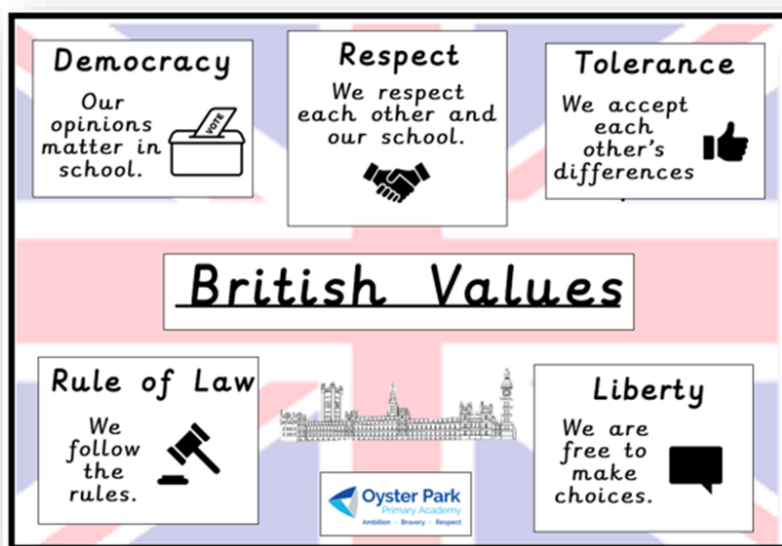 Democracy
Our
opinions
matter in
school.
VOTE
Respect
We respect
each other and
our school.
Tolerance
We accept
each
other's
differences
.
British Values
Rule of Law
We
follow
the
rules.
Liberty
We are
free to
make
choices.
Oyster Park
Primary Academy
Ambition · Bravery · Respect